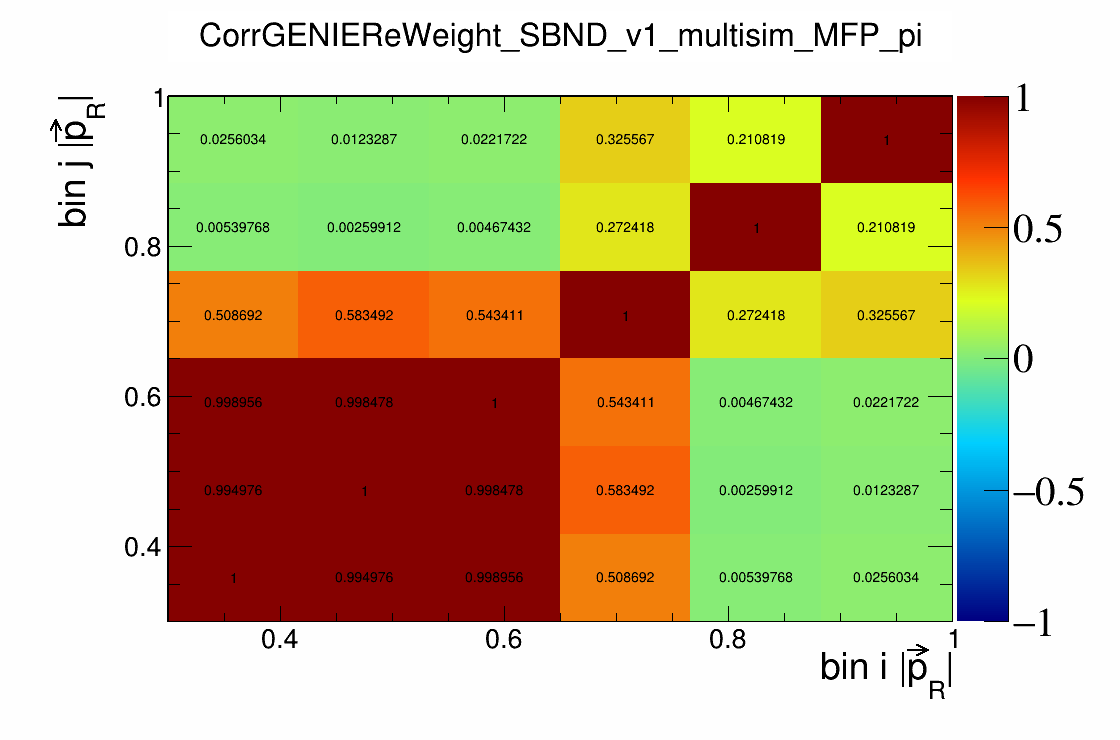 CorrGENIEReWeight_SBND_v1_multisim_MFP_pi
bin j |p⃗_R|
1
0.8
0.6
0.4
0.0256034 0.0123287 0.0221722 0.325567 0.210819 1
0.00539768 0.00259912 0.00467432 0.272418 1 0.210819
0.508692 0.583492 0.543411 1 0.272418 0.325567
0.998956 0.998478 1 0.543411 0.00467432 0.0221722
0.994976 1 0.998478 0.583492 0.00259912 0.0123287
1 0.994976 0.998956 0.508692 0.00539768 0.0256034
1
0.5
0
−0.5
−1
0.4 0.6 0.8 1
bin i |p⃗_R|